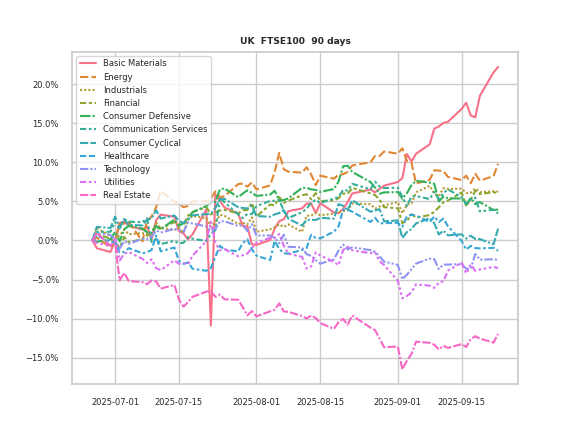 UK  FTSE100  90 days
Basic Materials
Energy
Industrials
Financial
Consumer Defensive
Communication Services
Consumer Cyclical
Healthcare
Technology
Utilities
Real Estate
20.0%
15.0%
10.0%
5.0%
0.0%
−5.0%
−10.0%
−15.0%
2025-07-01 2025-07-15 2025-08-01 2025-08-15 2025-09-01 2025-09-15